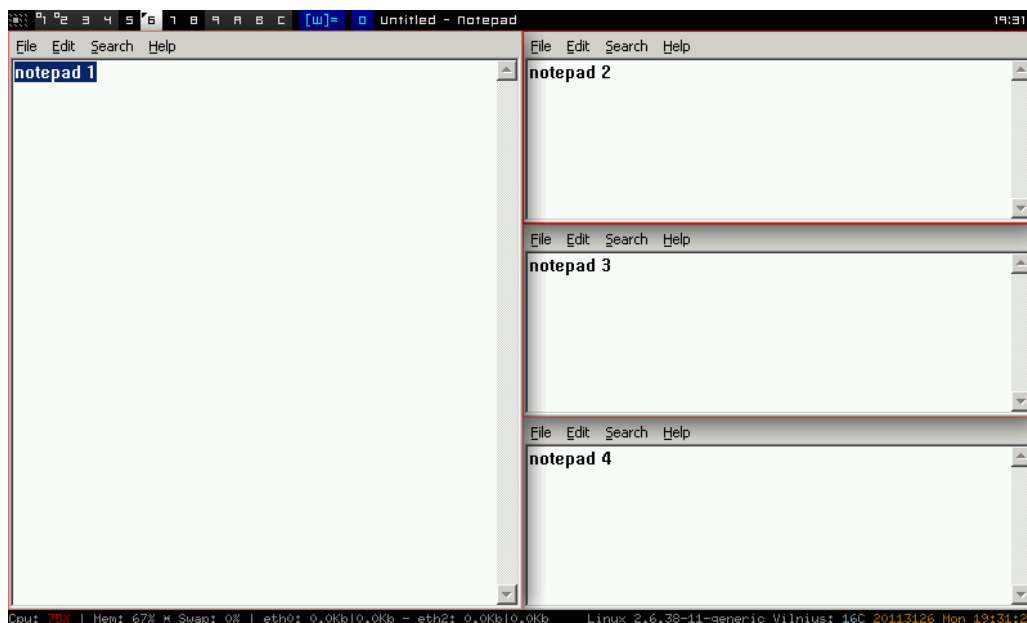 1 2 3 4 5 6 7 8 9 A B C [W]= 0 Untitled - Notepad 19:31
File Edit Search Help
notepad 1
File Edit Search Help
notepad 2
File Edit Search Help
notepad 3
File Edit Search Help
notepad 4
Cpu: 75% | Mem: 67% * Swap: 0% | eth0: 0.0Kb|0.0Kb - eth2: 0.0Kb|0.0Kb Linux 2.6.38-11-generic Vilnius: 16C 20113126 Mon 19:31:2